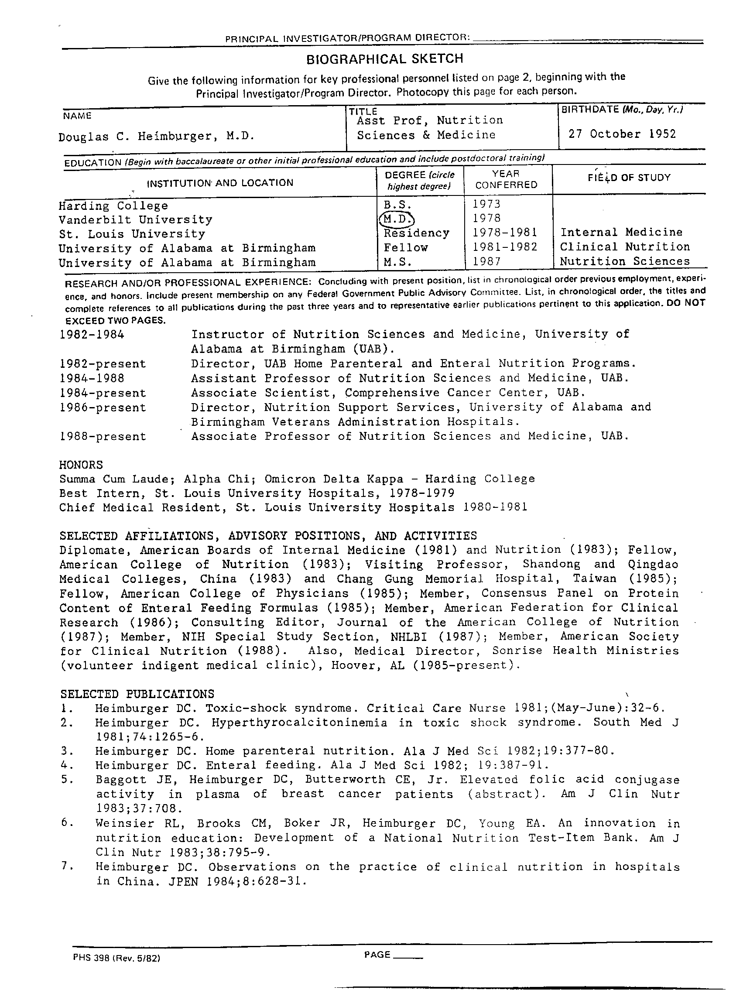 PRINCIPAL INVESTIGATOR/PROGRAM DIRECTOR:
BIOGRAPHICAL SKETCH
Give the following information for key professional personnel listed on page 2, beginning with the
Principal Investigator/Program Director. Photocopy this page for each person.
NAME TITLE BIRTHDATE (Mo., Day, Yr.)
Asst Prof, Nutrition
Douglas C. Heimburger, M.D. Sciences & Medicine 27 October 1952
EDUCATION (Begin with baccalaureate or other initial professional education and include postdoctoral training)
INSTITUTION AND LOCATION DEGREE (circle highest degree) YEAR CONFERRED FIELD OF STUDY
Harding College B.S. 1973
Vanderbilt University M.D. 1978
St. Louis University Residency 1978-1981 Internal Medicine
University of Alabama at Birmingham Fellow 1981-1982 Clinical Nutrition
University of Alabama at Birmingham M.S. 1987 Nutrition Sciences
RESEARCH AND/OR PROFESSIONAL EXPERIENCE: Concluding with present position, list in chronological order previous employment, experi-
ence, and honors. Include present membership on any Federal Government Public Advisory Committee. List, in chronological order, the titles and
complete references to all publications during the past three years and to representative earlier publications pertinent to this application. DO NOT
EXCEED TWO PAGES.
1982-1984 Instructor of Nutrition Sciences and Medicine, University of
Alabama at Birmingham (UAB).
1982-present Director, UAB Home Parenteral and Enteral Nutrition Programs.
1984-1988 Assistant Professor of Nutrition Sciences and Medicine, UAB.
1984-present Associate Scientist, Comprehensive Cancer Center, UAB.
1986-present Director, Nutrition Support Services, University of Alabama and
Birmingham Veterans Administration Hospitals.
1988-present Associate Professor of Nutrition Sciences and Medicine, UAB.
HONORS
Summa Cum Laude; Alpha Chi; Omicron Delta Kappa - Harding College
Best Intern, St. Louis University Hospitals, 1978-1979
Chief Medical Resident, St. Louis University Hospitals 1980-1981
SELECTED AFFILIATIONS, ADVISORY POSITIONS, AND ACTIVITIES
Diplomate, American Boards of Internal Medicine (1981) and Nutrition (1983); Fellow,
American College of Nutrition (1983); Visiting Professor, Shandong and Qingdao
Medical Colleges, China (1983) and Chang Gung Memorial Hospital, Taiwan (1985);
Fellow, American College of Physicians (1985); Member, Consensus Panel on Protein
Content of Enteral Feeding Formulas (1985); Member, American Federation for Clinical
Research (1986); Consulting Editor, Journal of the American College of Nutrition
(1987); Member, NIH Special Study Section, NHLBI (1987); Member, American Society
for Clinical Nutrition (1988). Also, Medical Director, Sonrise Health Ministries
(volunteer indigent medical clinic), Hoover, AL (1985-present).
SELECTED PUBLICATIONS
1. Heimburger DC. Toxic-shock syndrome. Critical Care Nurse 1981;(May-June):32-6.
2. Heimburger DC. Hyperthyrocalcitoninemia in toxic shock syndrome. South Med J
1981;74:1265-6.
3. Heimburger DC. Home parenteral nutrition. Ala J Med Sci 1982;19:377-80.
4. Heimburger DC. Enteral feeding. Ala J Med Sci 1982; 19:387-91.
5. Baggott JE, Heimburger DC, Butterworth CE, Jr. Elevated folic acid conjugase
activity in plasma of breast cancer patients (abstract). Am J Clin Nutr
1983;37:708.
6. Weinsier RL, Brooks CM, Boker JR, Heimburger DC, Young EA. An innovation in
nutrition education: Development of a National Nutrition Test-Item Bank. Am J
Clin Nutr 1983;38:795-9.
7. Heimburger DC. Observations on the practice of clinical nutrition in hospitals
in China. JPEN 1984;8:628-31.
PHS 398 (Rev. 5/82) PAGE